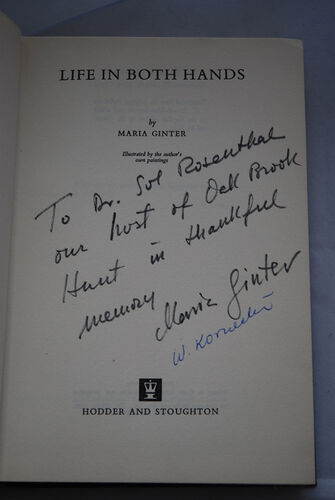 LIFE IN BOTH HANDS
by
MARIA GINTER
Illustrated by the author's
own paintings
To Dr. Sol Rosenthal
our host of Oak Brook
Hunt in thankful
memory
Maria Ginter
W.
HODDER AND STOUGHTON